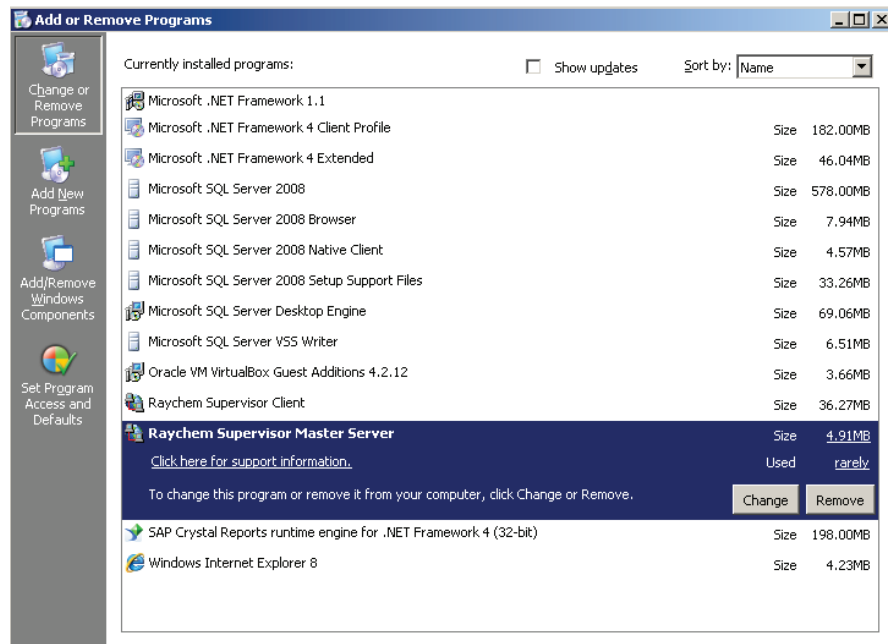 Add or Remove Programs
Change or
Remove
Programs
Add New
Programs
Add/Remove
Windows
Components
Set Program
Access and
Defaults
Currently installed programs:
Show updates
Sort by: Name
Microsoft .NET Framework 1.1
Microsoft .NET Framework 4 Client Profile Size 182.00MB
Microsoft .NET Framework 4 Extended Size 46.04MB
Microsoft SQL Server 2008 Size 578.00MB
Microsoft SQL Server 2008 Browser Size 7.94MB
Microsoft SQL Server 2008 Native Client Size 4.57MB
Microsoft SQL Server 2008 Setup Support Files Size 33.26MB
Microsoft SQL Server Desktop Engine Size 69.06MB
Microsoft SQL Server VSS Writer Size 6.51MB
Oracle VM VirtualBox Guest Additions 4.2.12 Size 3.66MB
Raychem Supervisor Client Size 36.27MB
Raychem Supervisor Master Server Size 4.91MB
Click here for support information. Used rarely
To change this program or remove it from your computer, click Change or Remove. Change Remove
SAP Crystal Reports runtime engine for .NET Framework 4 (32-bit) Size 198.00MB
Windows Internet Explorer 8 Size 4.23MB